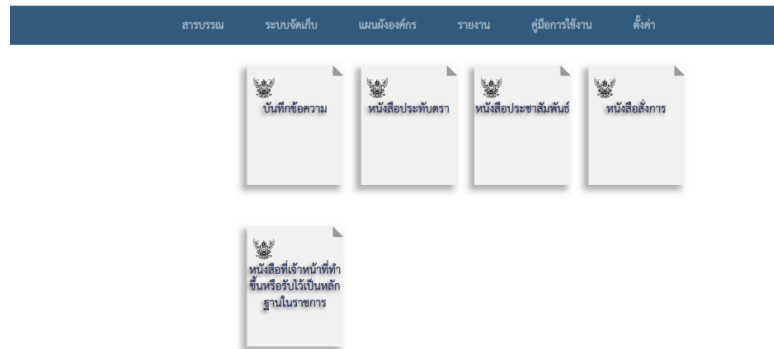 สารบรรณ ระบบจัดเก็บ แผนผังองค์กร รายงาน คู่มือการใช้งาน ตั้งค่า
บันทึกข้อความ หนังสือประทับตรา หนังสือประชาสัมพันธ์ หนังสือสั่งการ
หนังสือที่เจ้าหน้าที่ทำ
ขึ้นหรือรับไว้เป็นหลัก
ฐานในราชการ